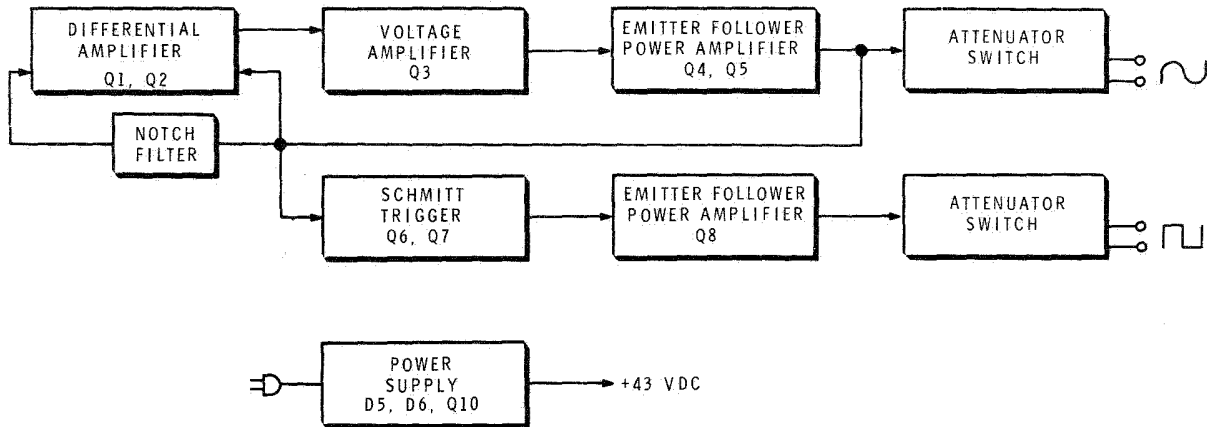 DIFFERENTIAL
AMPLIFIER
Q1, Q2
VOLTAGE
AMPLIFIER
Q3
EMITTER FOLLOWER
POWER AMPLIFIER
Q4, Q5
ATTENUATOR
SWITCH
NOTCH
FILTER
SCHMITT
TRIGGER
Q6, Q7
EMITTER FOLLOWER
POWER AMPLIFIER
Q8
ATTENUATOR
SWITCH
POWER
SUPPLY
D5, D6, Q10
+43 VDC